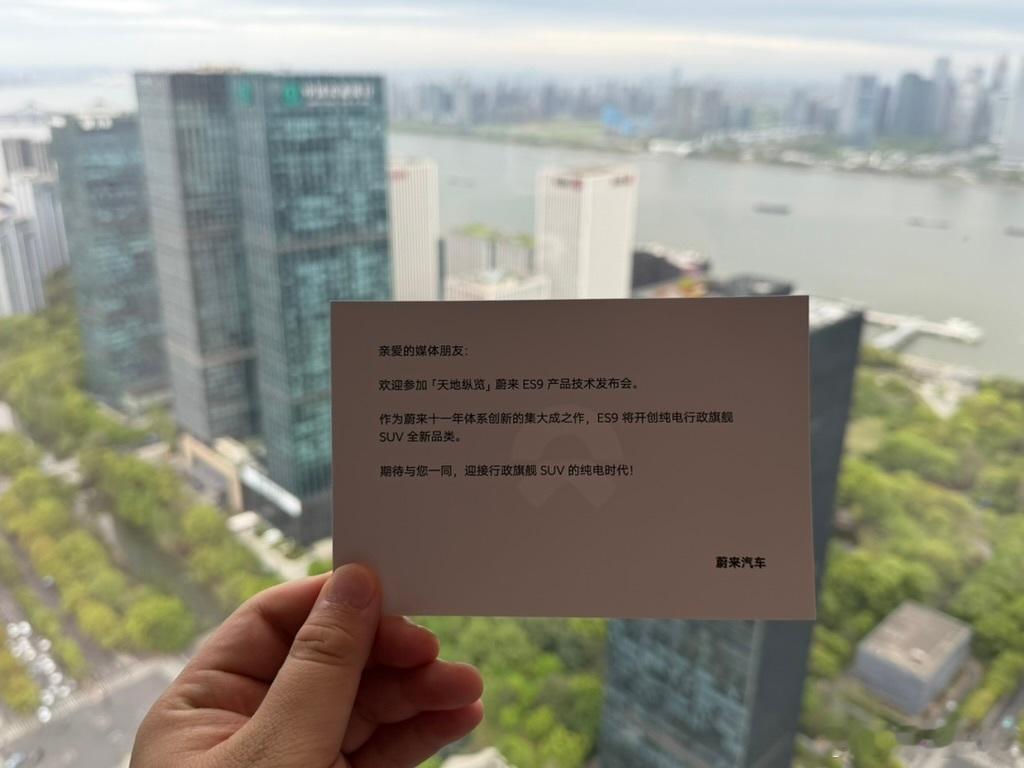 亲爱的媒体朋友：
欢迎参加「天地纵览」蔚来 ES9 产品技术发布会。
作为蔚来十一年体系创新的集大成之作，ES9 将开创纯电行政旗舰
SUV 全新品类。
期待与您一同，迎接行政旗舰 SUV 的纯电时代！
蔚来汽车